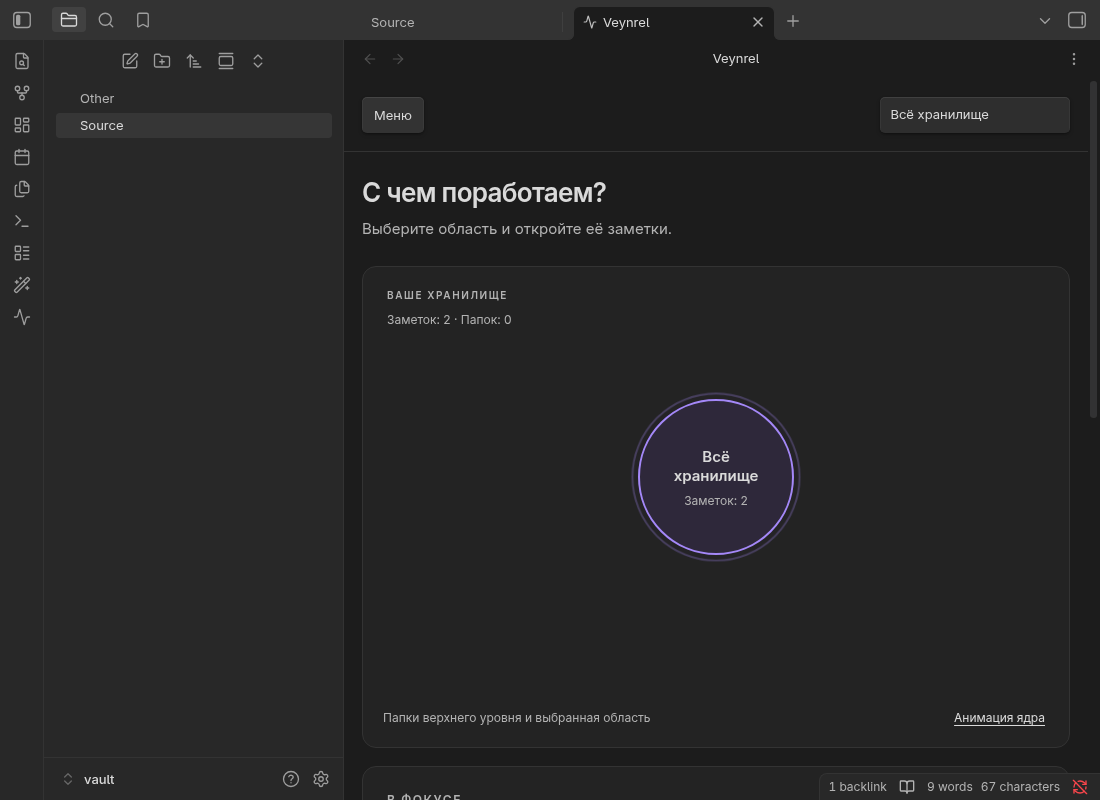 Source
Veynrel
Veynrel
Other
Source
Меню
Всё хранилище
С чем поработаем?
Выберите область и откройте её заметки.
ВАШЕ ХРАНИЛИЩЕ
Заметок: 2 · Папок: 0
Всё
хранилище
Заметок: 2
Папки верхнего уровня и выбранная область
Анимация ядра
В ФОКУСЕ
vault
1 backlink
9 words
67 characters